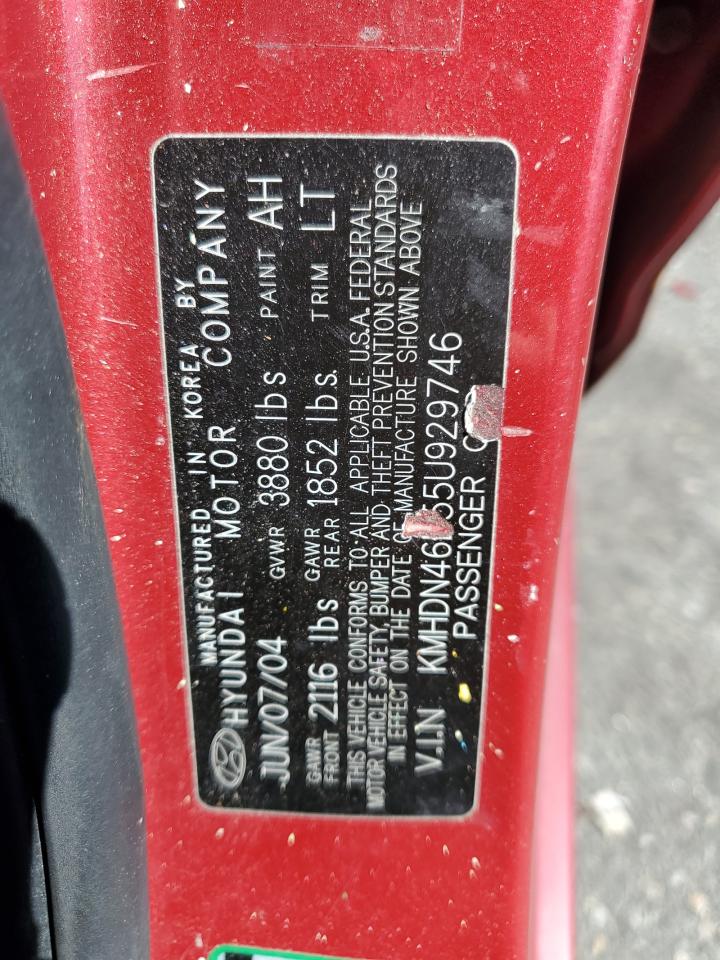 MANUFACTURED IN KOREA BY
HYUNDAI MOTOR COMPANY
JUN/07/04 GVWR 3880 lbs PAINT AH
GAWR FRONT 2116 lbs GAWR REAR 1852 lbs. TRIM LT
THIS VEHICLE CONFORMS TO ALL APPLICABLE U.S.A. FEDERAL
MOTOR VEHICLE SAFETY, BUMPER AND THEFT PREVENTION STANDARDS
IN EFFECT ON THE DATE OF MANUFACTURE SHOWN ABOVE
V.I.N
PASSENGER